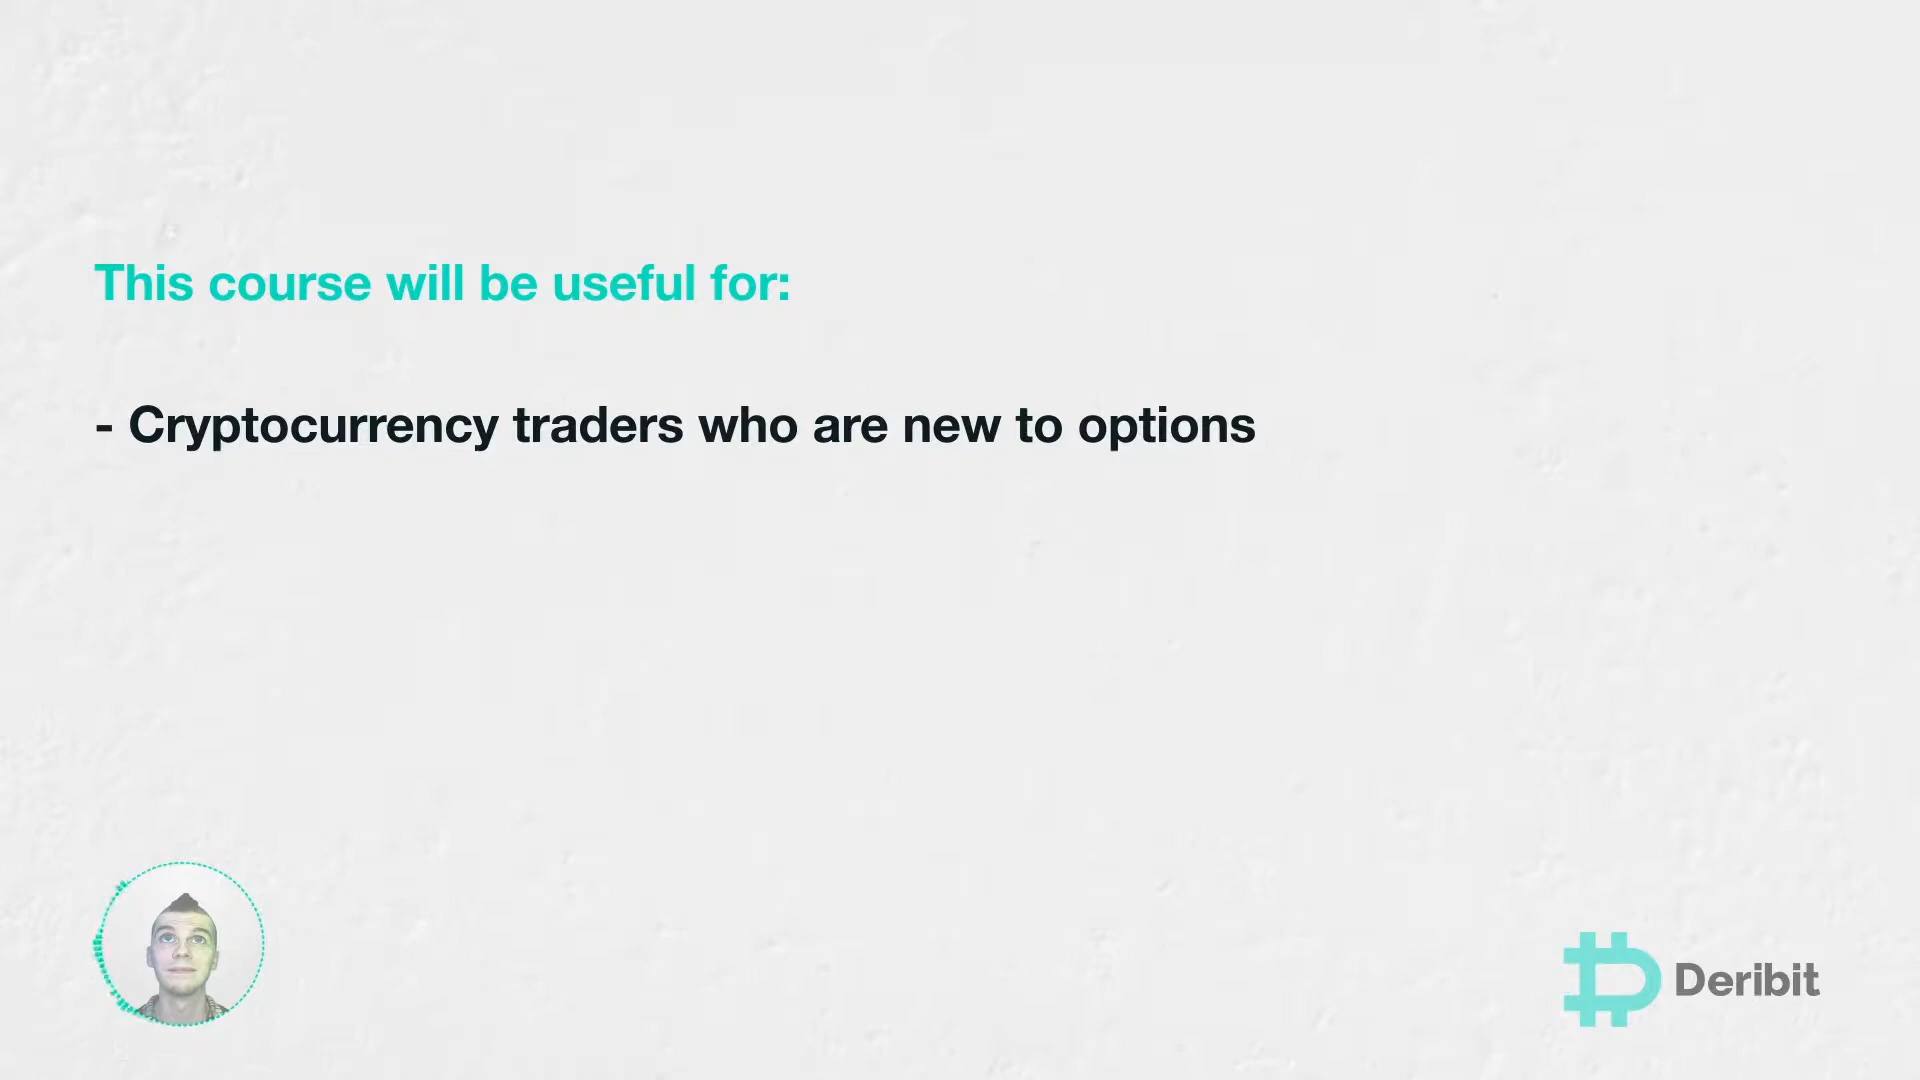 This course will be useful for:
- Cryptocurrency traders who are new to options
Deribit